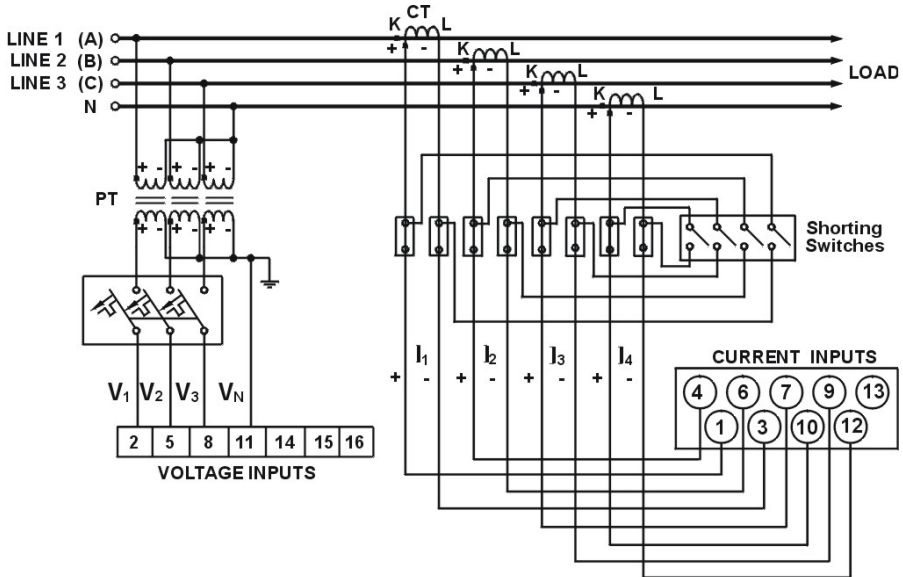 CT
K L
LINE 1 (A)
+ -
LINE 2 (B)
K L
+ -
LINE 3 (C)
K L
+ -
LOAD
N
K L
+ -
+ - + - + -
PT
+ - + - + -
Shorting
Switches
I1 I2 I3 I4
+ - + - + - + -
CURRENT INPUTS
4 6 7 9 13
1 3 10 12
V1 V2 V3 VN
2 5 8 11 14 15 16
VOLTAGE INPUTS